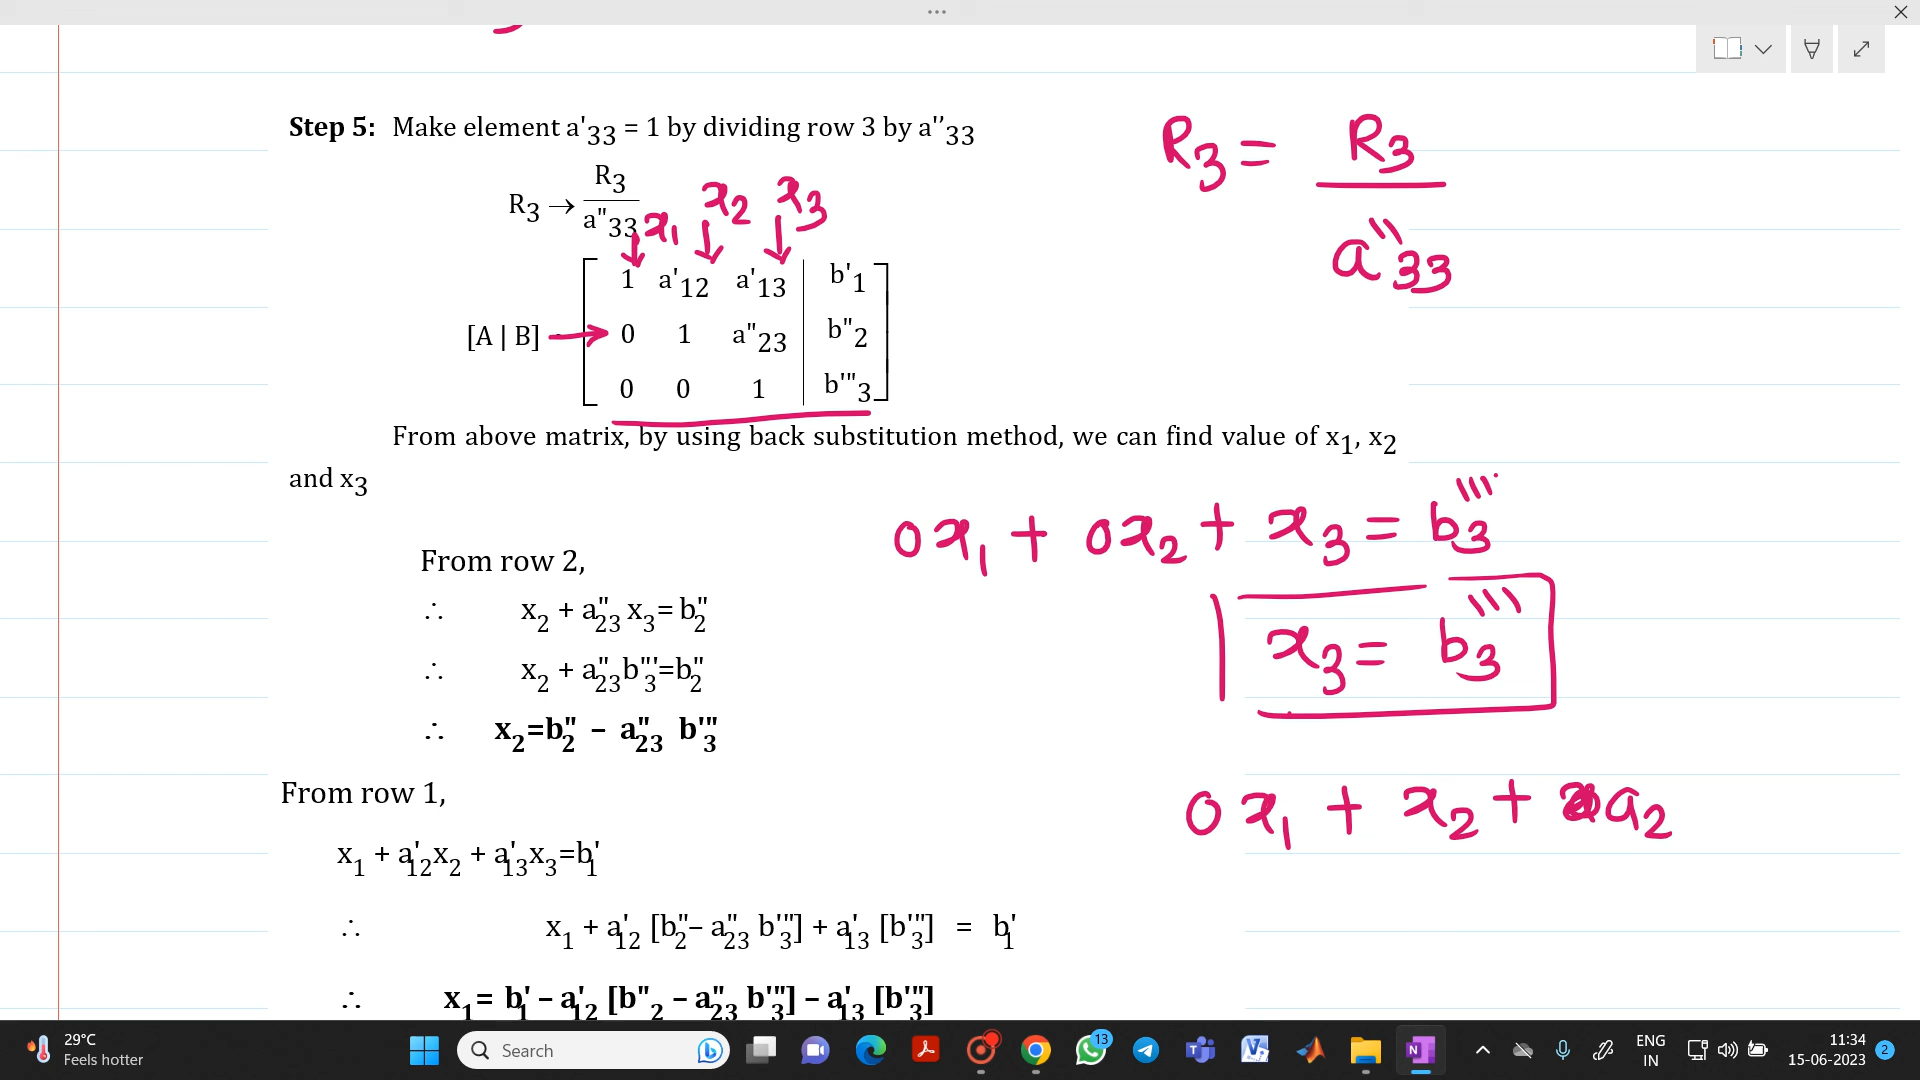 Step 5: Make element a'33 = 1 by dividing row 3 by a''33
R3 = R3 / a''33
R3 → R3 / a"33
x1 x2 x3
1 a'12 a'13 | b'1
[A | B] → 0 1 a"23 | b"2
0 0 1 | b'"3
From above matrix, by using back substitution method, we can find value of x1, x2
and x3
0x1 + 0x2 + x3 = b3'''
x3 = b3'''
From row 2,
∴ x2 + a"23 x3= b"2
∴ x2 + a"23b"'3=b"2
∴ x2=b"2 – a"23 b'"3
0x1 + x2 + a2
From row 1,
x1 + a'12x2 + a'13x3=b'1
∴ x1 + a'12 [b"2– a"23 b'"3] + a'13 [b'"3] = b'1
∴ x1= b'1 – a'12 [b"2 – a"23 b'"3] – a'13 [b'"3]
29°C
Feels hotter
Search
13
ENG
IN
11:34
15-06-2023
2